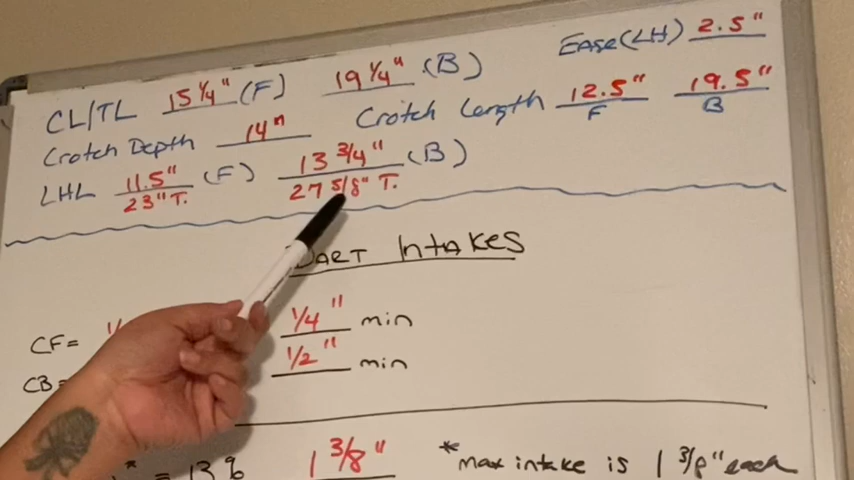 Ease(LH) 2.5"
CL/TL 15 1/4" (F) 19 1/4" (B)
Crotch Depth 14" Crotch Length 12.5" F 19.5" B
LHL 11.5" (F) 13 3/4" (B)
23" T. 27 5/8" T.
Dart Intakes
CF= 1/4" min
CB= 1/2" min
= 13% 1 3/8" *max intake is 1 3/8" each